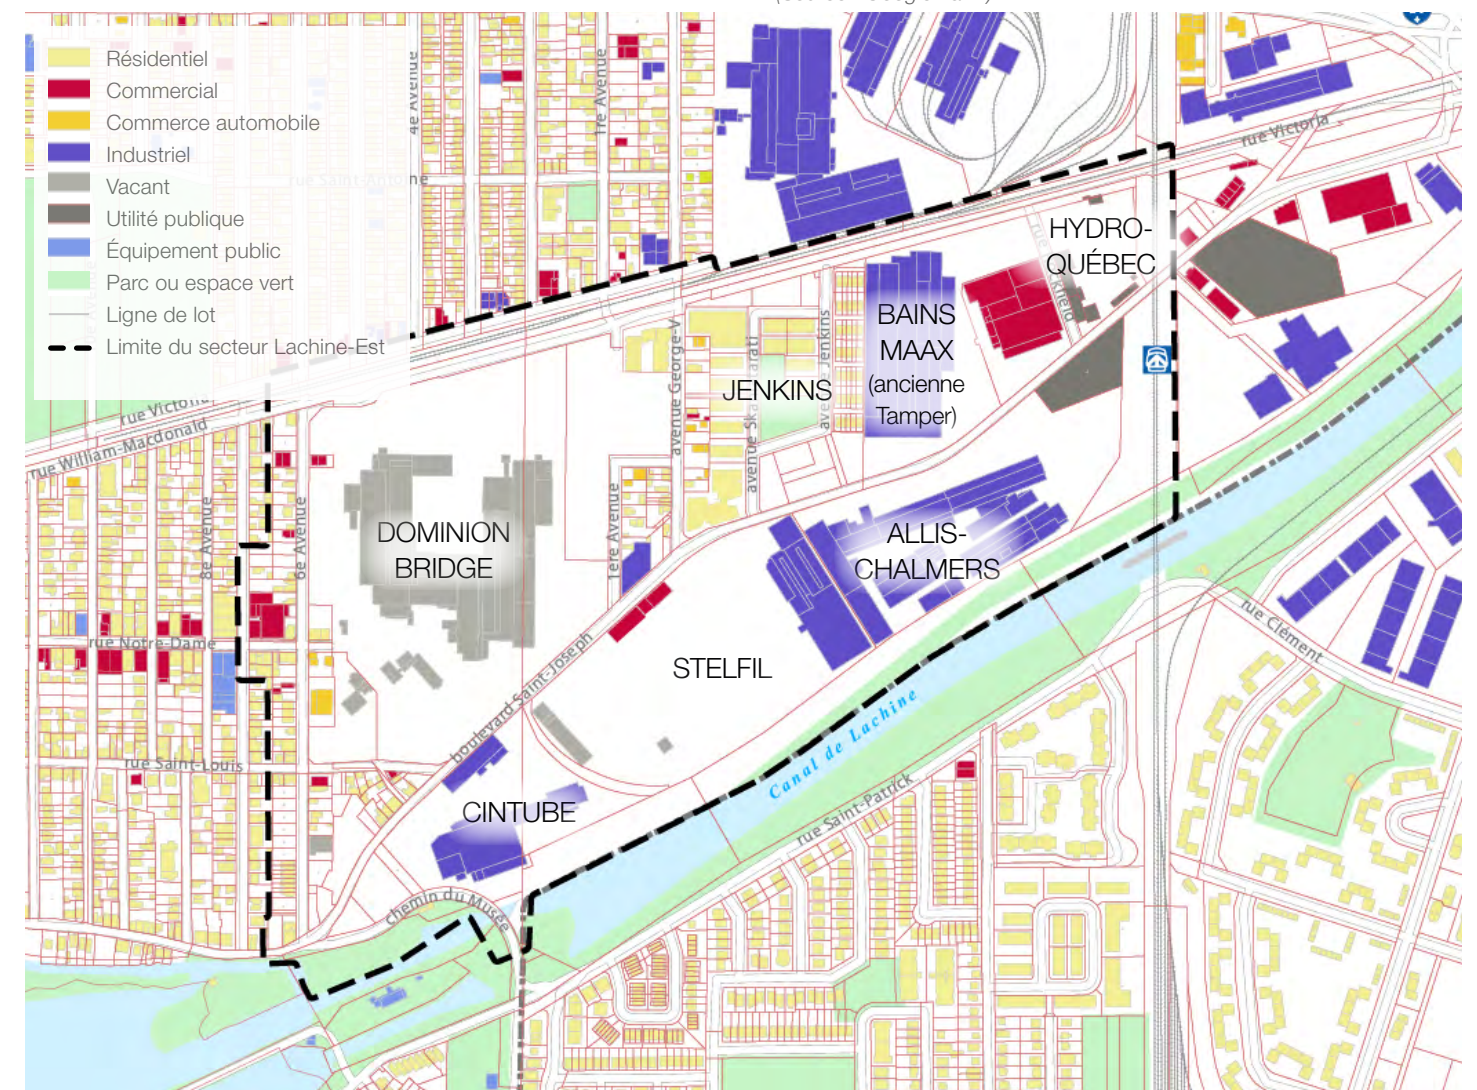 Résidentiel
Commercial
Commerce automobile
Industriel
Vacant
Utilité publique
Équipement public
Parc ou espace vert
Ligne de lot
Limite du secteur Lachine-Est
4e Avenue
1re Avenue
rue Victoria
HYDRO-
QUÉBEC
BAINS
MAAX
(ancienne
Tamper)
JENKINS
avenue George-V
avenue Jenkins
rue William-Macdonald
8e Avenue
6e Avenue
DOMINION
BRIDGE
1ere Avenue
ALLIS-
CHALMERS
rue Notre-Dame
boulevard Saint-Joseph
STELFIL
rue Clément
Canal de Lachine
rue Saint-Louis
CINTUBE
rue Saint-Patrick
chemin du Musée